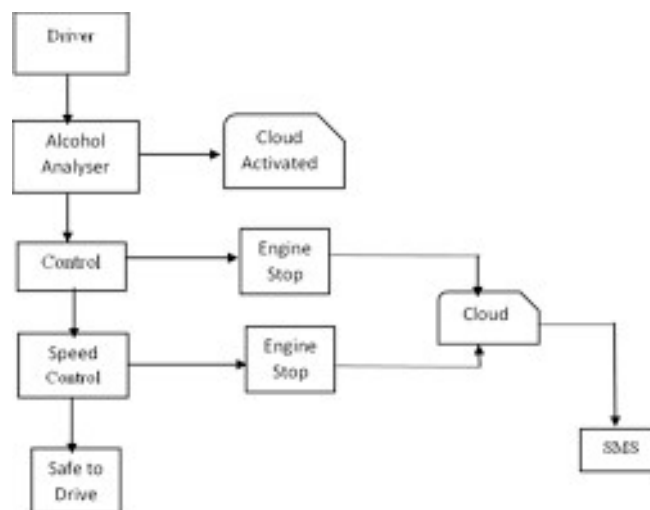 Driver
Alcohol
Analyser
Cloud
Activated
Control
Engine
Stop
Cloud
Speed
Control
Engine
Stop
SMS
Safe to
Drive